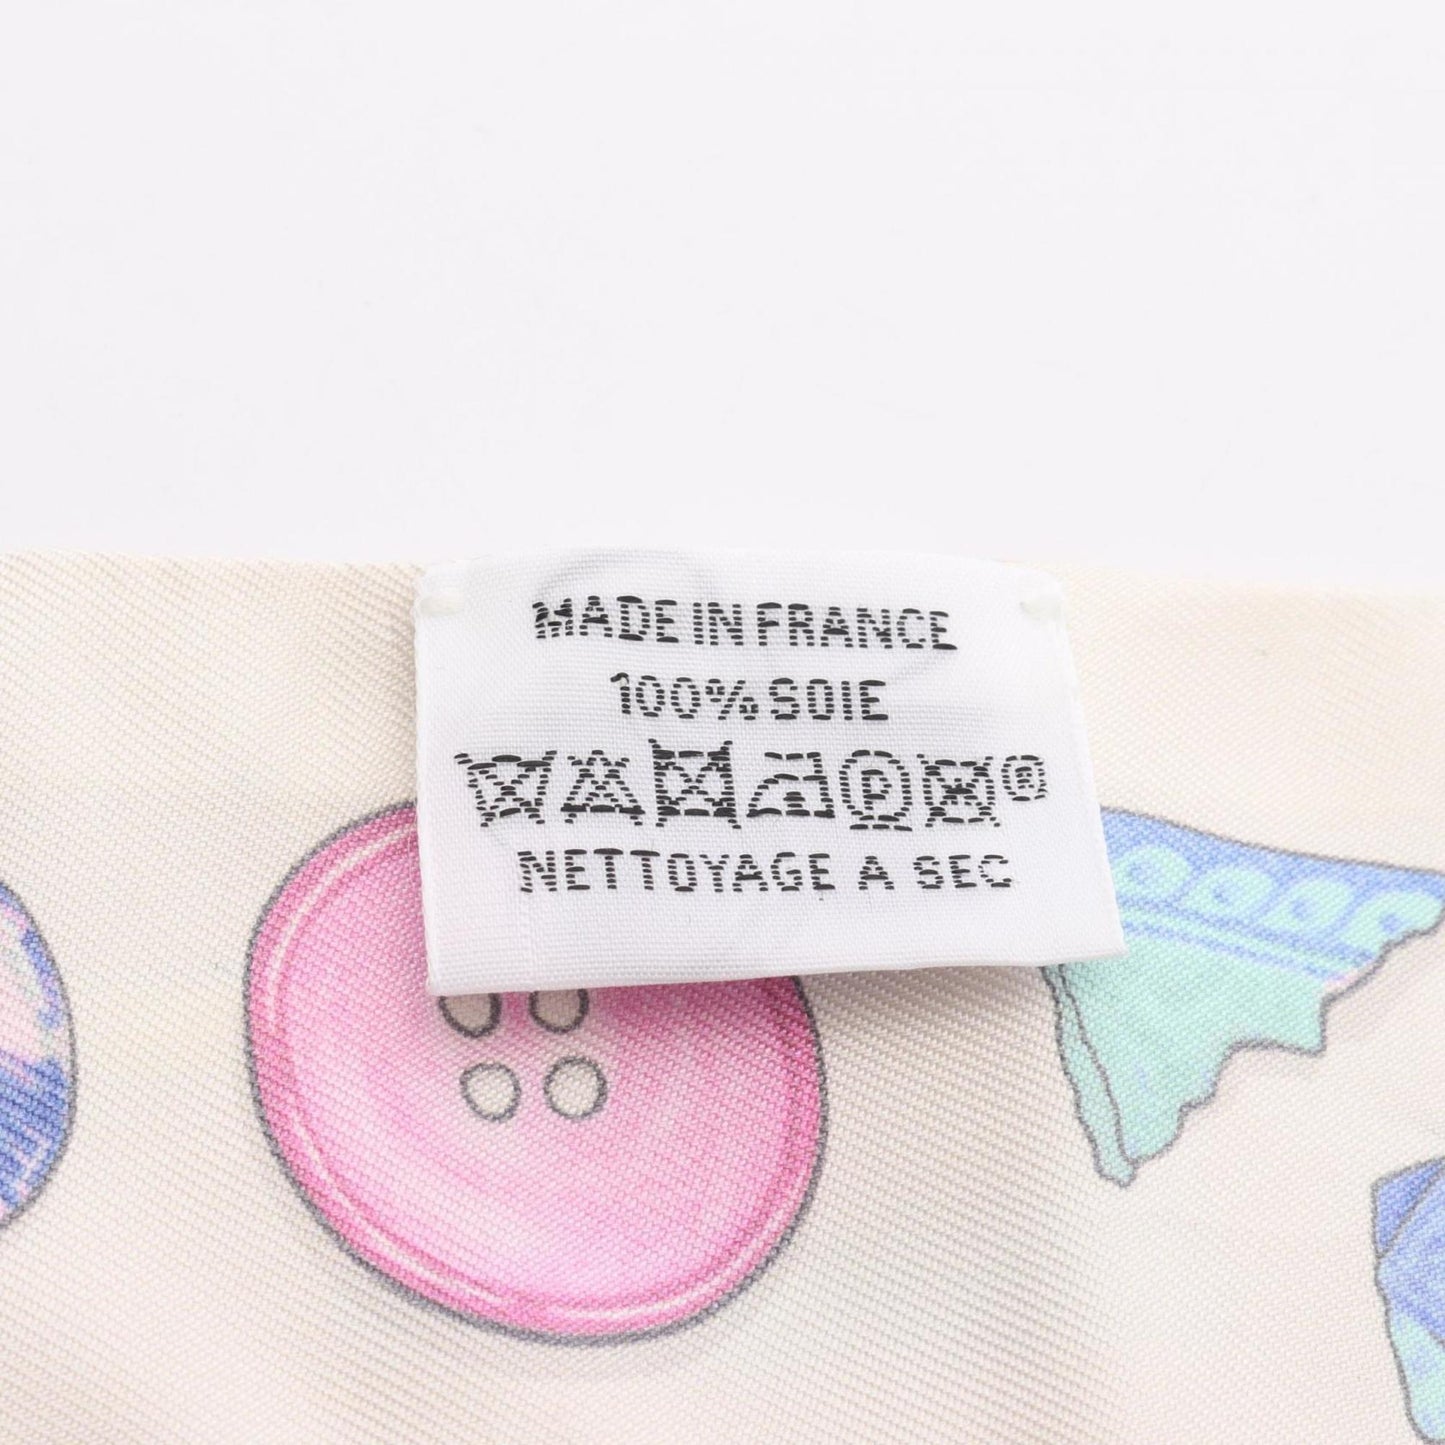 MADE IN FRANCE
100% SOIE
P ®
NETTOYAGE A SEC